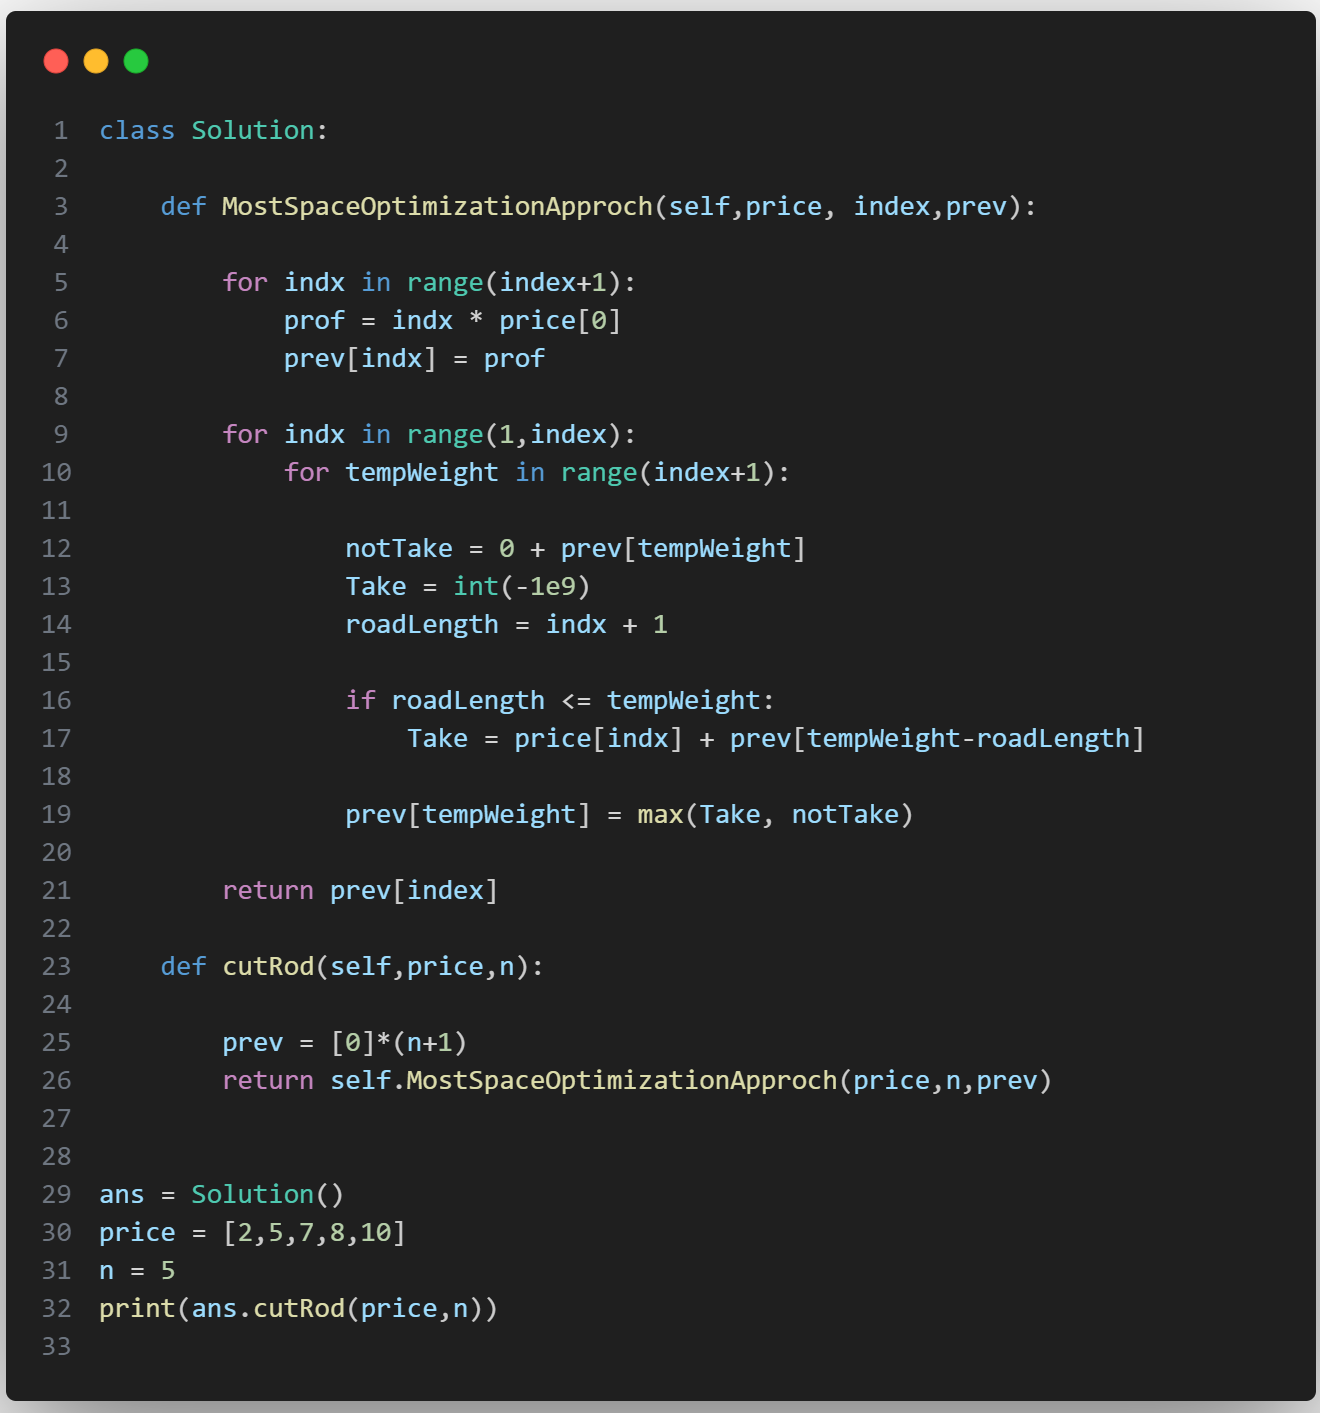 1 class Solution:
2
3     def MostSpaceOptimizationApproch(self,price, index,prev):
4
5         for indx in range(index+1):
6             prof = indx * price[0]
7             prev[indx] = prof
8
9         for indx in range(1,index):
10             for tempWeight in range(index+1):
11
12                 notTake = 0 + prev[tempWeight]
13                 Take = int(-1e9)
14                 roadLength = indx + 1
15
16                 if roadLength <= tempWeight:
17                     Take = price[indx] + prev[tempWeight-roadLength]
18
19                 prev[tempWeight] = max(Take, notTake)
20
21         return prev[index]
22
23     def cutRod(self,price,n):
24
25         prev = [0]*(n+1)
26         return self.MostSpaceOptimizationApproch(price,n,prev)
27
28
29 ans = Solution()
30 price = [2,5,7,8,10]
31 n = 5
32 print(ans.cutRod(price,n))
33